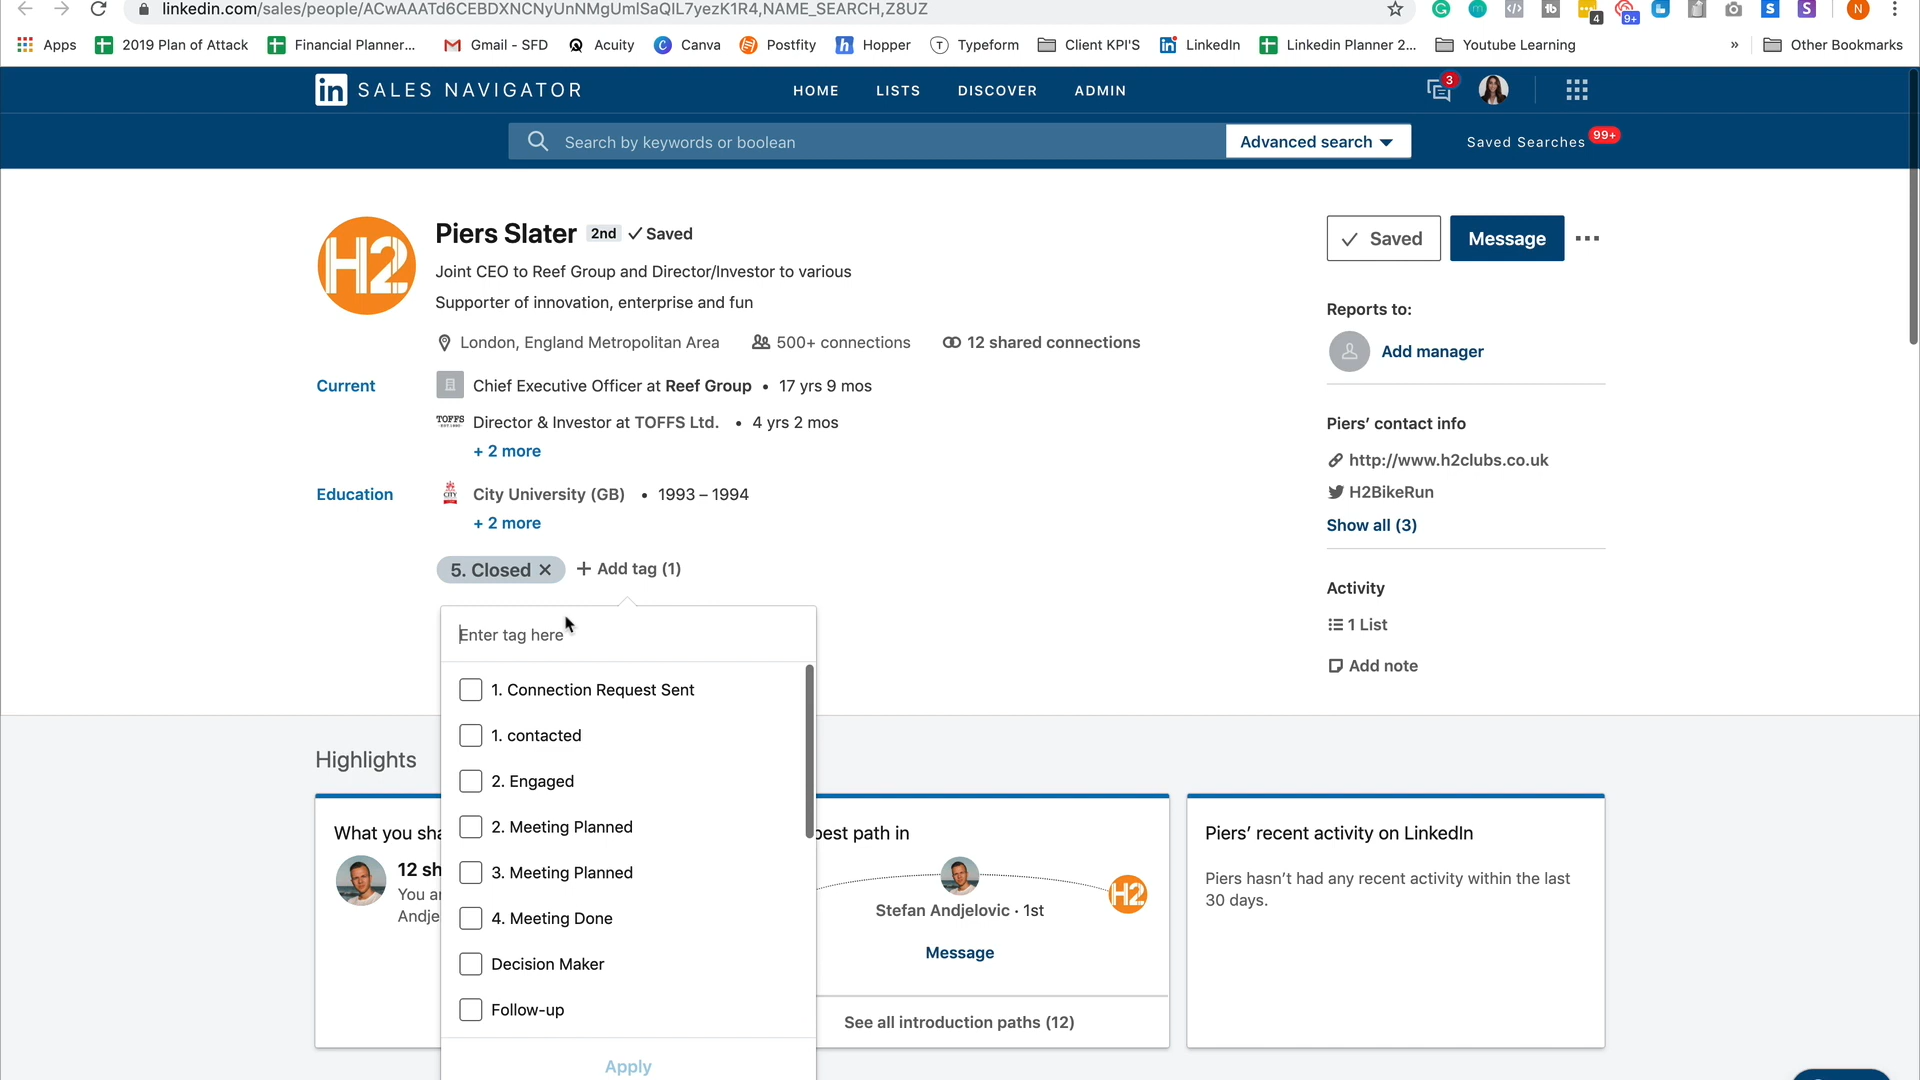 linkedin.com/sales/people/ACwAAATd6CEBDXNCNyUnNMgUmlSaQIL7yezK1R4,NAME_SEARCH,Z8UZ
4
9+
N
Apps
2019 Plan of Attack
Financial Planner...
Gmail - SFD
Acuity
Canva
Postfity
Hopper
Typeform
Client KPI'S
LinkedIn
Linkedin Planner 2...
Youtube Learning
»
Other Bookmarks
in SALES NAVIGATOR
HOME
LISTS
DISCOVER
ADMIN
3
Search by keywords or boolean
Advanced search
Saved Searches 99+
H2
Piers Slater 2nd ✓ Saved
Joint CEO to Reef Group and Director/Investor to various
Supporter of innovation, enterprise and fun
London, England Metropolitan Area
500+ connections
12 shared connections
Current
Chief Executive Officer at Reef Group • 17 yrs 9 mos
TOFFS
Director & Investor at TOFFS Ltd. • 4 yrs 2 mos
+ 2 more
Education
City University (GB) • 1993 – 1994
+ 2 more
5. Closed ×
+ Add tag (1)
Enter tag here
1. Connection Request Sent
1. contacted
2. Engaged
2. Meeting Planned
3. Meeting Planned
4. Meeting Done
Decision Maker
Follow-up
Apply
✓ Saved
Message
Reports to:
Add manager
Piers' contact info
http://www.h2clubs.co.uk
H2BikeRun
Show all (3)
Activity
1 List
Add note
Highlights
What you sha
12 sh
You ar
Andje
best path in
H2
Stefan Andjelovic · 1st
Message
See all introduction paths (12)
Piers' recent activity on LinkedIn
Piers hasn't had any recent activity within the last
30 days.